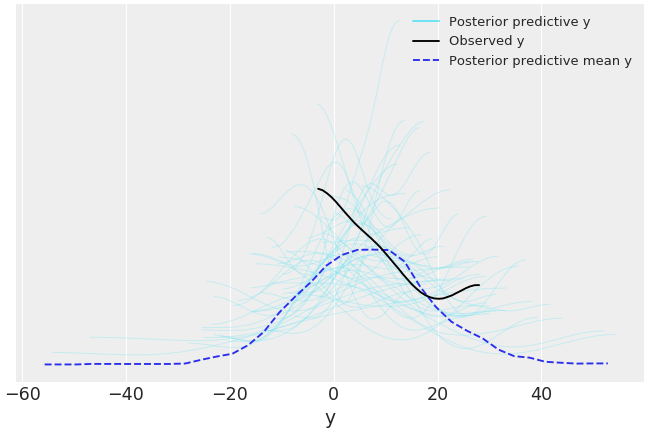 Posterior predictive y
Observed y
Posterior predictive mean y
−60 −40 −20 0 20 40
y